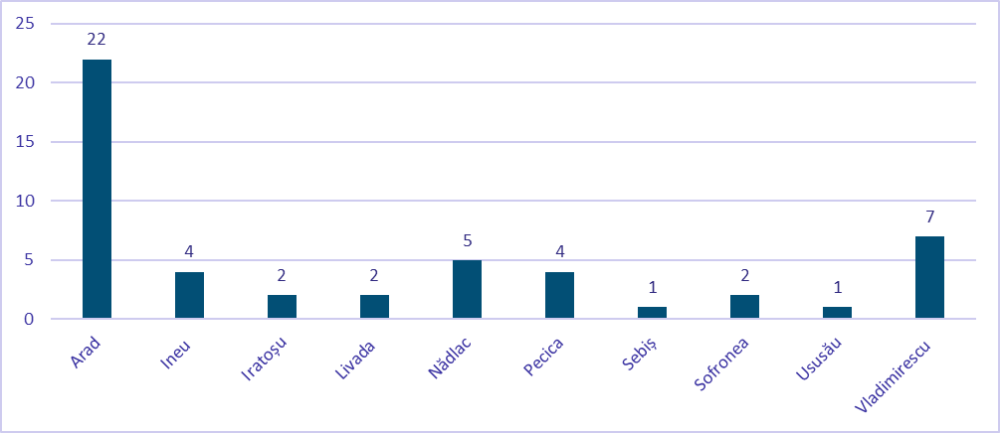 25
20
15
10
5
0
22
4
2
2
5
4
1
2
1
7
Arad
Ineu
Iratoșu
Livada
Nădlac
Pecica
Sebiș
Sofronea
Ususău
Vladimirescu